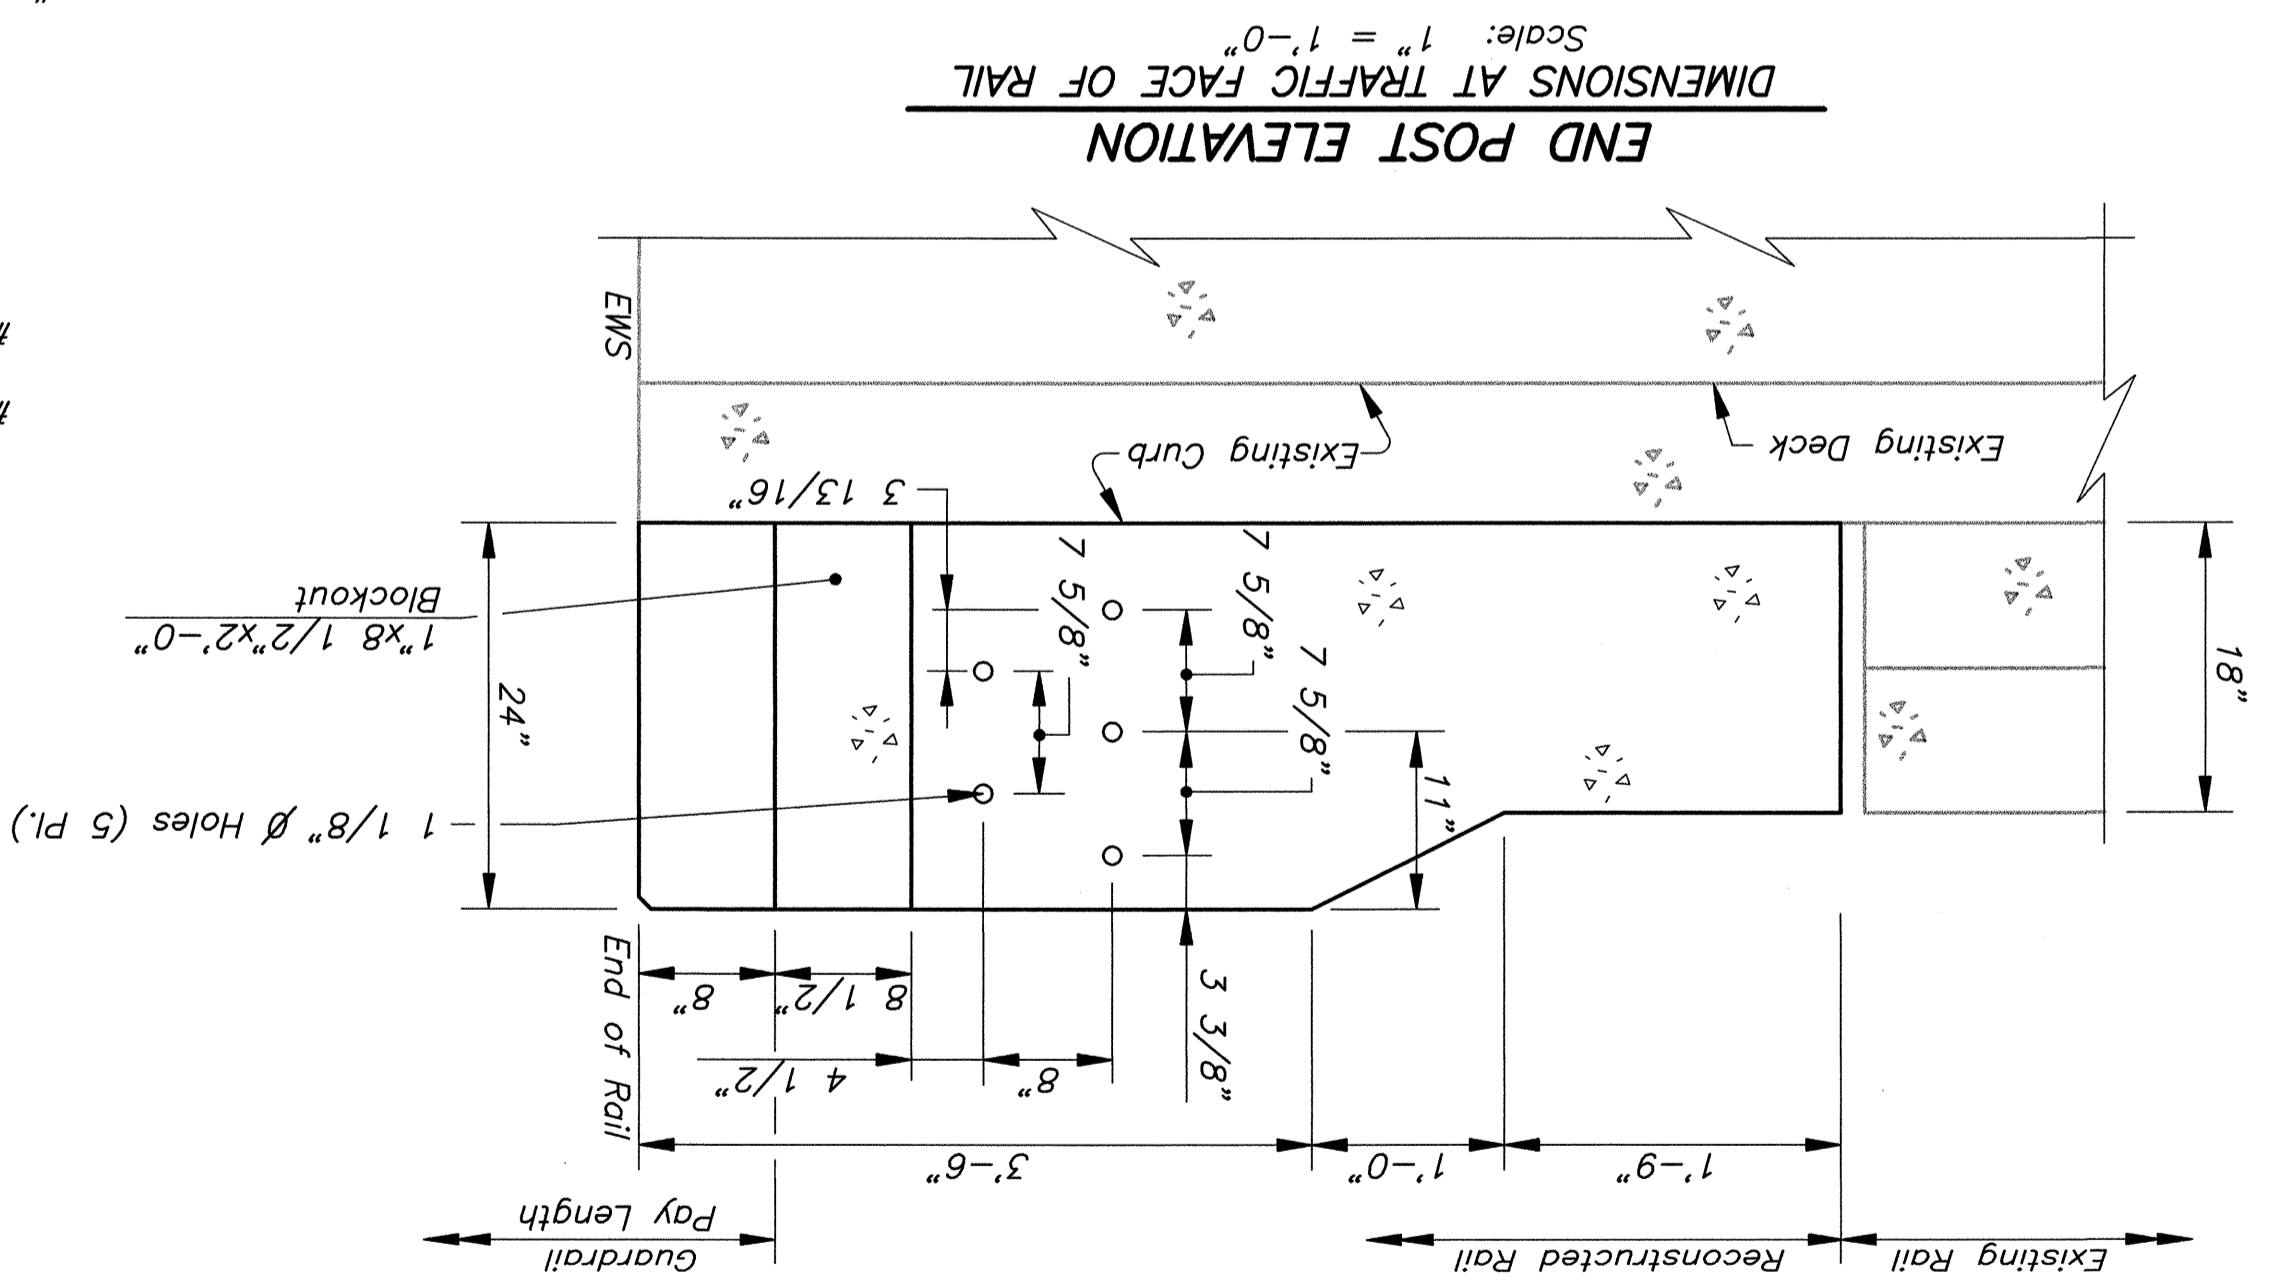 Existing Rail
Reconstructed Rail
Guardrail
Pay Length
1'-9"
1'-0"
3'-6"
8"
4 1/2"
3 3/8"
8 1/2"
8"
End of Rail
18"
11"
7 5/8"
7 5/8"
7 5/8"
3 13/16"
24"
1 1/8" Ø Holes (5 Pl.)
1"x8 1/2"x2'-0"
Blockout
Existing Deck
Existing Curb
EWS
END POST ELEVATION
DIMENSIONS AT TRAFFIC FACE OF RAIL
Scale: 1" = 1'-0"